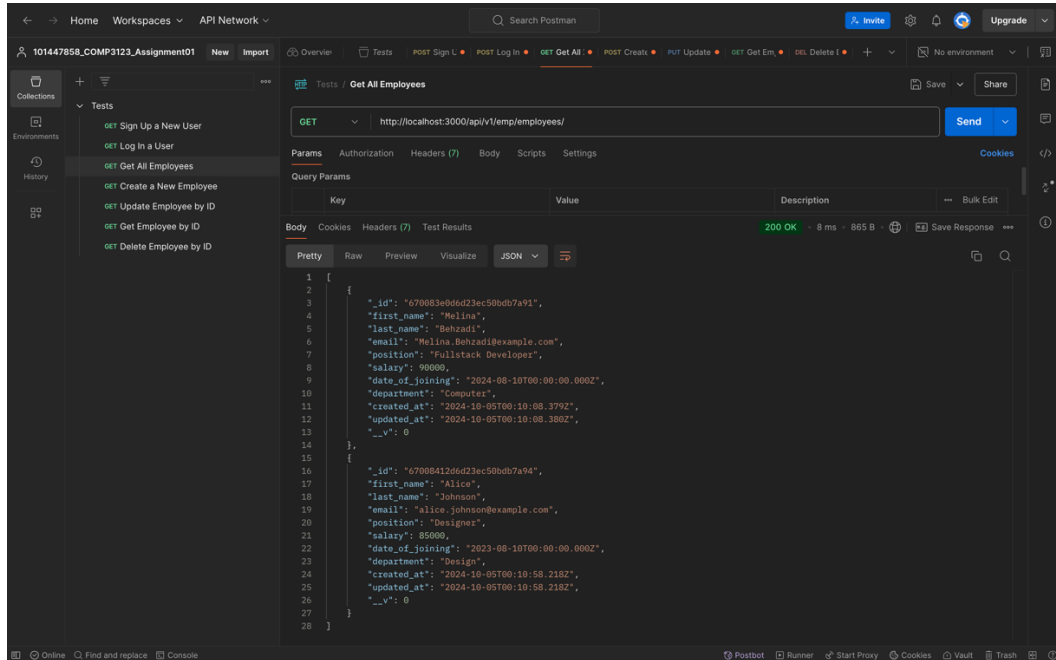 Home Workspaces API Network Search Postman Invite Upgrade
101447858_COMP3123_Assignment01 New Import Overvie Tests POST Sign U POST Log In GET Get All POST Create PUT Update GET Get Em, DEL Delete E No environment
Collections
Environments
History
Tests
GET Sign Up a New User
GET Log In a User
GET Get All Employees
GET Create a New Employee
GET Update Employee by ID
GET Get Employee by ID
GET Delete Employee by ID
HTTP Tests / Get All Employees Save Share
GET http://localhost:3000/api/v1/emp/employees/ Send
Params Authorization Headers (7) Body Scripts Settings Cookies
Query Params
Key Value Description Bulk Edit
Body Cookies Headers (7) Test Results 200 OK 8 ms 865 B Save Response
Pretty Raw Preview Visualize JSON
1 [
2 {
3 "_id": "670083e0d6d23ec50bdb7a91",
4 "first_name": "Melina",
5 "last_name": "Behzadi",
6 "email": "Melina.Behzadi@example.com",
7 "position": "Fullstack Developer",
8 "salary": 90000,
9 "date_of_joining": "2024-08-10T00:00:00.000Z",
10 "department": "Computer",
11 "created_at": "2024-10-05T00:10:08.379Z",
12 "updated_at": "2024-10-05T00:10:08.380Z",
13 "__v": 0
14 },
15 {
16 "_id": "67008412d6d23ec50bdb7a94",
17 "first_name": "Alice",
18 "last_name": "Johnson",
19 "email": "alice.johnson@example.com",
20 "position": "Designer",
21 "salary": 85000,
22 "date_of_joining": "2023-08-10T00:00:00.000Z",
23 "department": "Design",
24 "created_at": "2024-10-05T00:10:58.218Z",
25 "updated_at": "2024-10-05T00:10:58.218Z",
26 "__v": 0
27 }
28 ]
Online Find and replace Console Postbot Runner Start Proxy Cookies Vault Trash